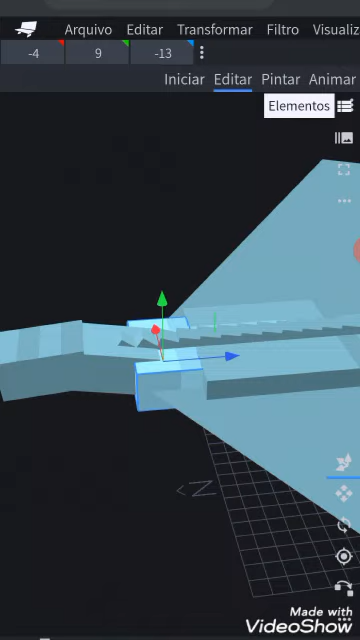 Arquivo Editar Transformar Filtro Visualiz
-4 9 -13
Iniciar Editar Pintar Animar
Elementos
N
Made with
VideoShow